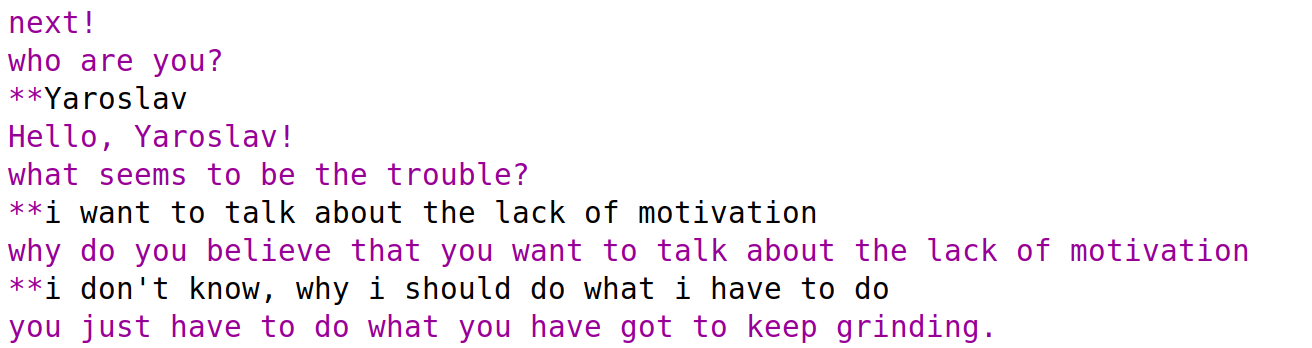 next!
who are you?
**Yaroslav
Hello, Yaroslav!
what seems to be the trouble?
**i want to talk about the lack of motivation
why do you believe that you want to talk about the lack of motivation
**i don't know, why i should do what i have to do
you just have to do what you have got to keep grinding.